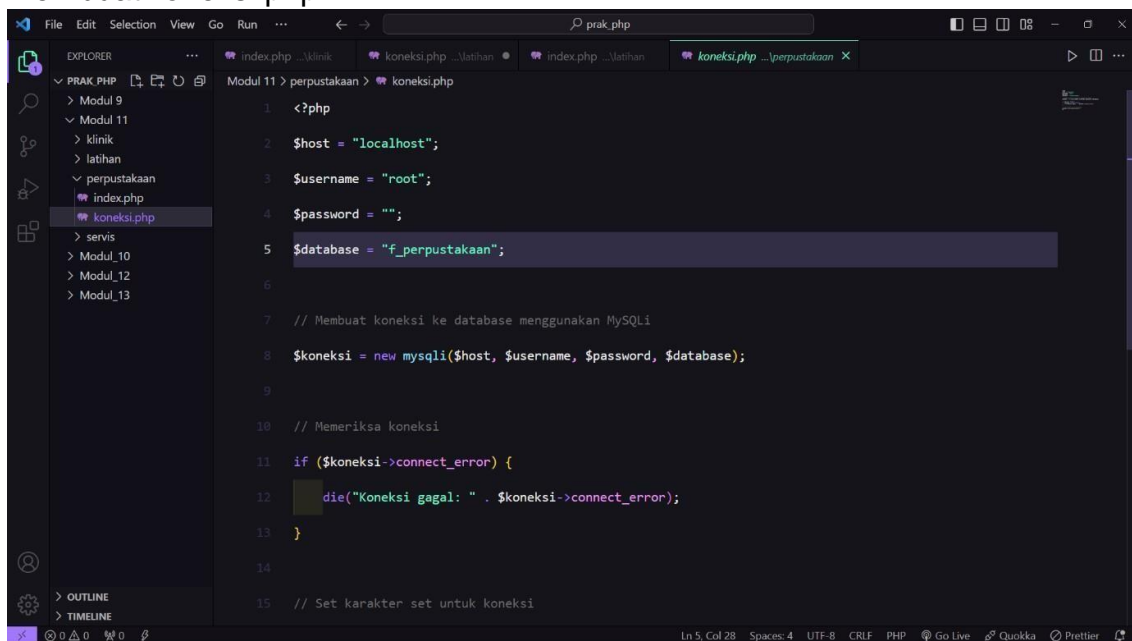 File Edit Selection View Go Run ... prak_php
EXPLORER ...
index.php ...\klinik
koneksi.php ...\latihan
index.php ...\latihan
koneksi.php ...\perpustakaan
PRAK_PHP
Modul 9
Modul 11
klinik
latihan
perpustakaan
index.php
koneksi.php
servis
Modul_10
Modul_12
Modul_13
OUTLINE
TIMELINE
Modul 11 > perpustakaan > koneksi.php
1 <?php
2 $host = "localhost";
3 $username = "root";
4 $password = "";
5 $database = "f_perpustakaan";
6
7 // Membuat koneksi ke database menggunakan MySQLi
8 $koneksi = new mysqli($host, $username, $password, $database);
9
10 // Memeriksa koneksi
11 if ($koneksi->connect_error) {
12 die("Koneksi gagal: " . $koneksi->connect_error);
13 }
14
15 // Set karakter set untuk koneksi
0 0 0 Ln 5, Col 28 Spaces: 4 UTF-8 CRLF PHP Go Live Quokka Prettier